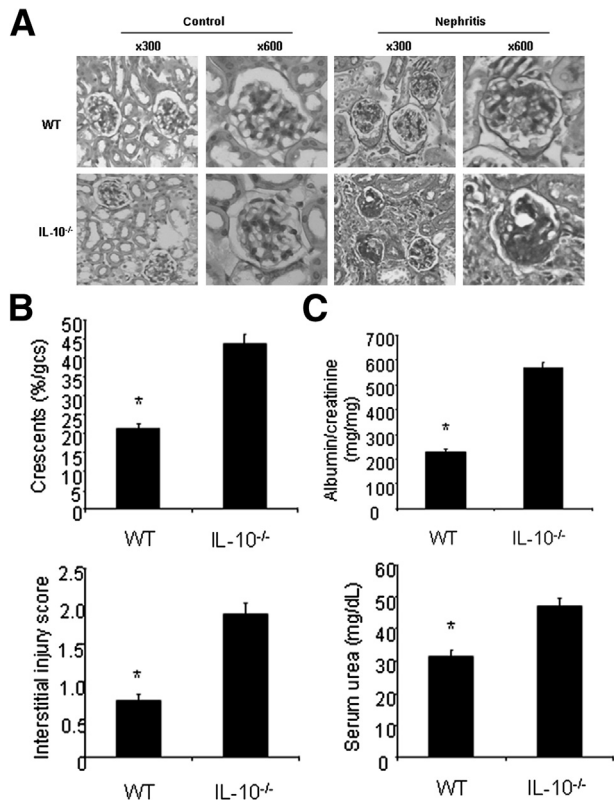 A
Control
Nephritis
x300
x600
x300
x600
WT
IL-10-/-
B
Crescents (%/gcs)
50
45
40
35
30
25
20
15
10
5
0
*
WT
IL-10-/-
C
Albumin/creatinine
(mg/mg)
700
600
500
400
300
200
100
0
*
WT
IL-10-/-
Interstitial injury score
2.5
2.0
1.5
1.0
0.5
0
*
WT
IL-10-/-
Serum urea (mg/dL)
60
50
40
30
20
10
0
*
WT
IL-10-/-